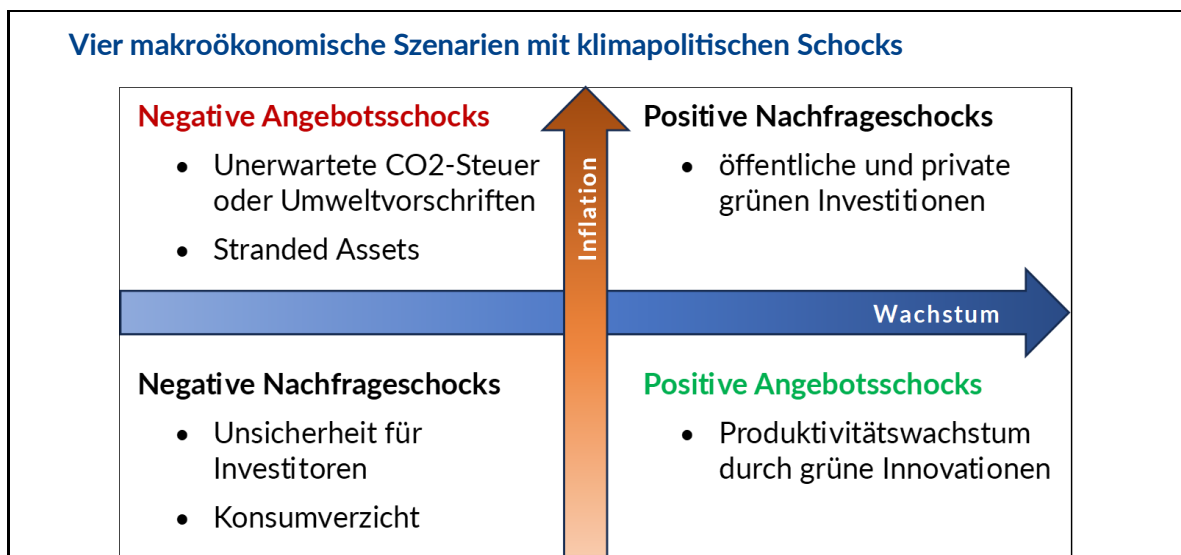 Vier makroökonomische Szenarien mit klimapolitischen Schocks
Negative Angebotsschocks
• Unerwartete CO2-Steuer
oder Umweltvorschriften
• Stranded Assets
Positive Nachfrageschocks
• öffentliche und private
grünen Investitionen
Inflation
Wachstum
Negative Nachfrageschocks
• Unsicherheit für
Investitoren
• Konsumverzicht
Positive Angebotsschocks
• Produktivitätswachstum
durch grüne Innovationen